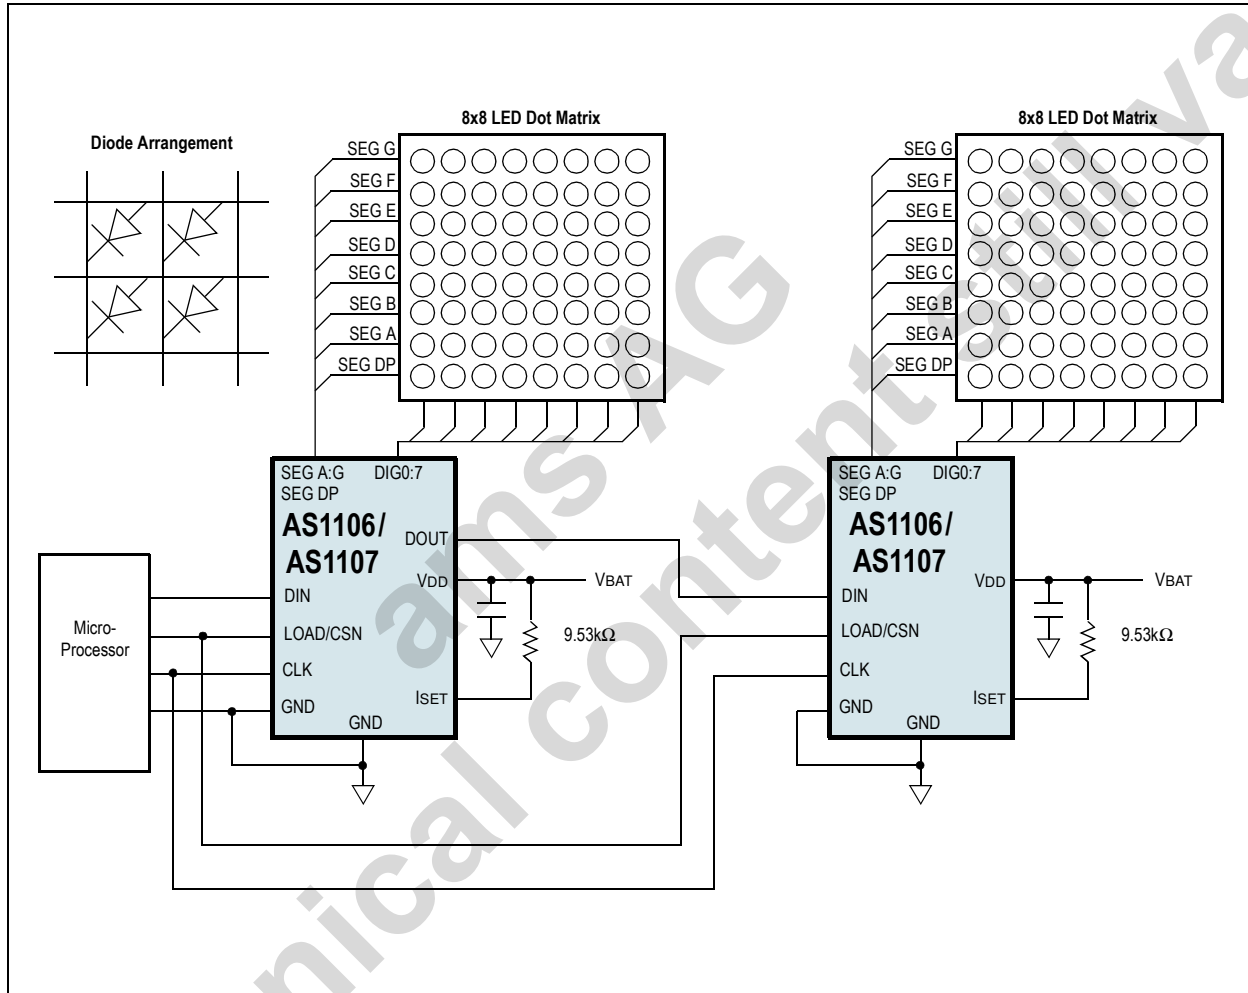 8x8 LED Dot Matrix
8x8 LED Dot Matrix
Diode Arrangement
SEG G
SEG F
SEG E
SEG D
SEG C
SEG B
SEG A
SEG DP
SEG G
SEG F
SEG E
SEG D
SEG C
SEG B
SEG A
SEG DP
SEG A:G DIG0:7
SEG DP
AS1106/
AS1107
DOUT
VDD
VBAT
DIN
LOAD/CSN
9.53kΩ
CLK
GND
ISET
GND
Micro-
Processor
SEG A:G DIG0:7
SEG DP
AS1106/
AS1107
VDD
VBAT
DIN
LOAD/CSN
9.53kΩ
CLK
GND
ISET
GND
ams AG
nical content still va